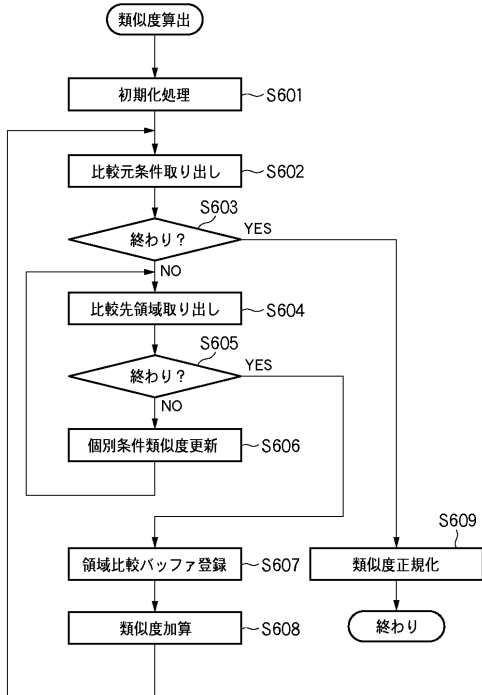 類似度算出
初期化処理
S601
比較元条件取り出し
S602
S603
終わり?
YES
NO
比較先領域取り出し
S604
S605
終わり?
YES
NO
個別条件類似度更新
S606
領域比較バッファ登録
S607
S609
類似度正規化
類似度加算
S608
終わり